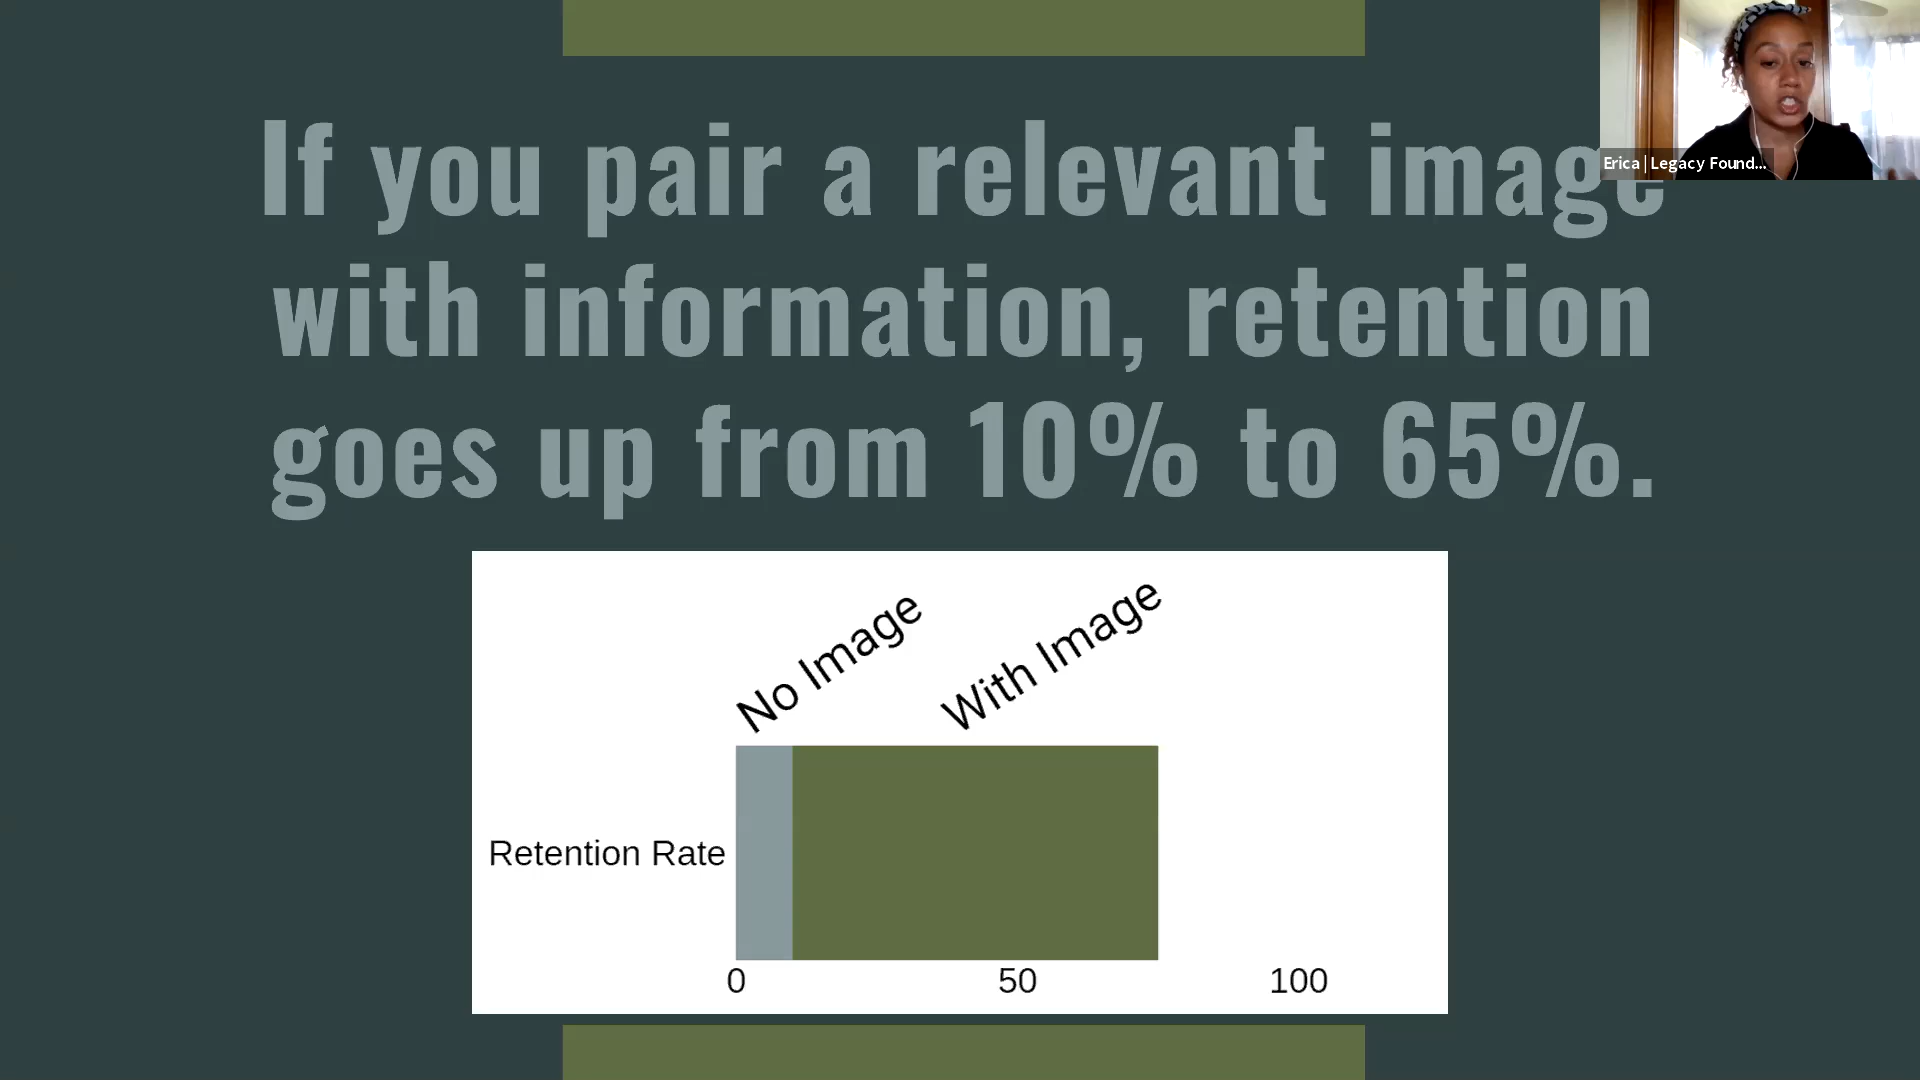 If you pair a relevant image
with information, retention
goes up from 10% to 65%.
Erica | Legacy Found...
No Image
With Image
Retention Rate
0 50 100